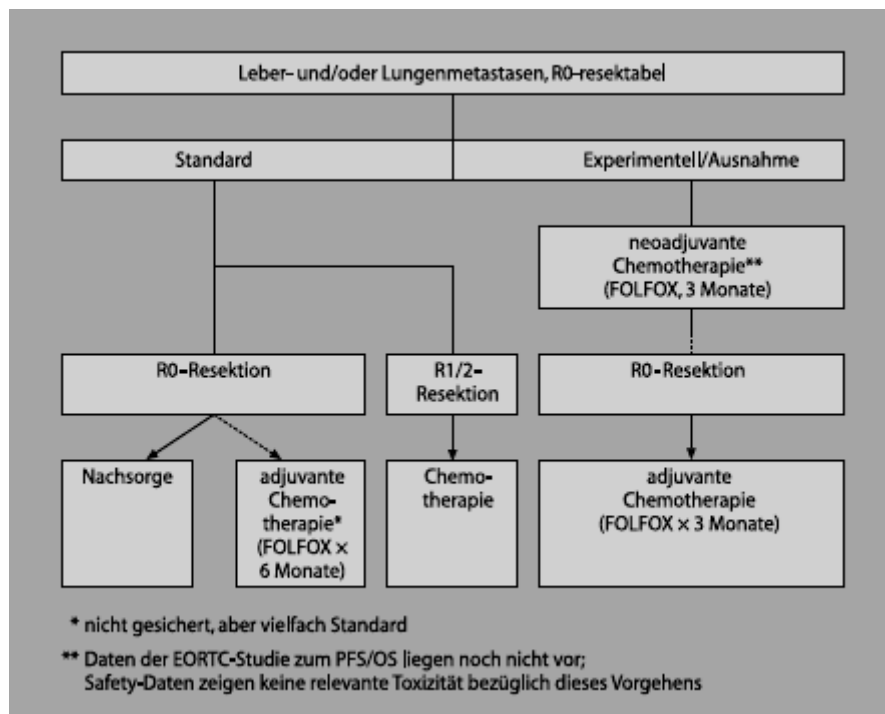 Leber- und/oder Lungenmetastasen, R0-resektabel
Standard
Experimentell/Ausnahme
neoadjuvante
Chemotherapie**
(FOLFOX, 3 Monate)
R0-Resektion
R1/2-
Resektion
R0-Resektion
Nachsorge
adjuvante
Chemo-
therapie*
(FOLFOX ×
6 Monate)
Chemo-
therapie
adjuvante
Chemotherapie
(FOLFOX × 3 Monate)
* nicht gesichert, aber vielfach Standard
** Daten der EORTC-Studie zum PFS/OS liegen noch nicht vor;
Safety-Daten zeigen keine relevante Toxizität bezüglich dieses Vorgehens